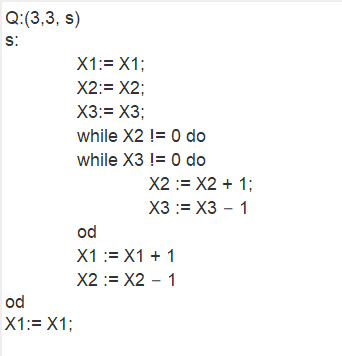 Q:(3,3, s)
s:
X1:= X1;
X2:= X2;
X3:= X3;
while X2 != 0 do
while X3 != 0 do
X2 := X2 + 1;
X3 := X3 − 1
od
X1 := X1 + 1
X2 := X2 − 1
od
X1:= X1;